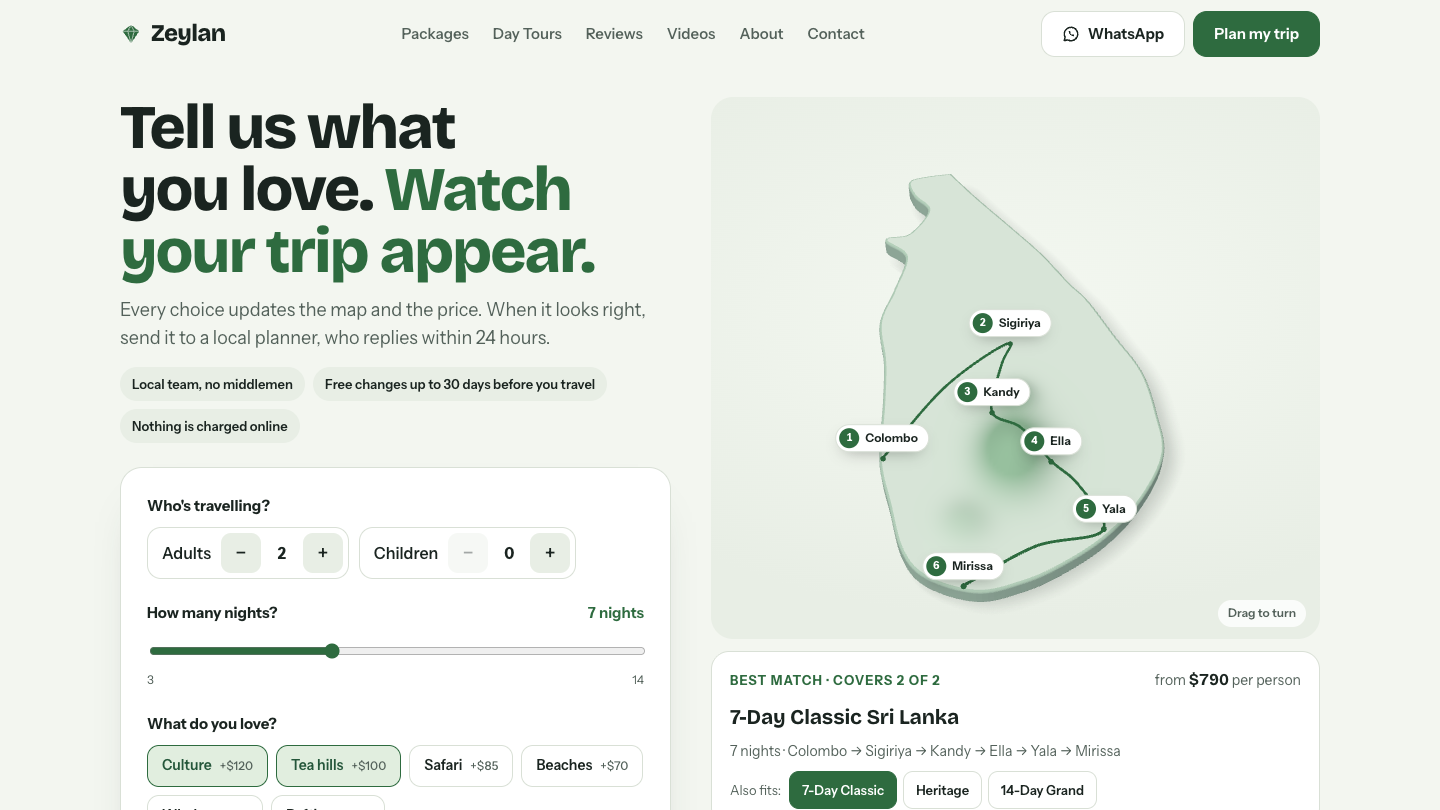 Zeylan
Packages
Day Tours
Reviews
Videos
About
Contact
WhatsApp
Plan my trip
Tell us what
you love. Watch
your trip appear.
Every choice updates the map and the price. When it looks right,
send it to a local planner, who replies within 24 hours.
Local team, no middlemen
Free changes up to 30 days before you travel
Nothing is charged online
Who's travelling?
Adults − 2 +
Children − 0 +
How many nights?
7 nights
3
14
What do you love?
Culture +$120
Tea hills +$100
Safari +$85
Beaches +$70
2 Sigiriya
3 Kandy
1 Colombo
4 Ella
5 Yala
6 Mirissa
Drag to turn
BEST MATCH · COVERS 2 OF 2
from $790 per person
7-Day Classic Sri Lanka
7 nights · Colombo → Sigiriya → Kandy → Ella → Yala → Mirissa
Also fits:
7-Day Classic
Heritage
14-Day Grand